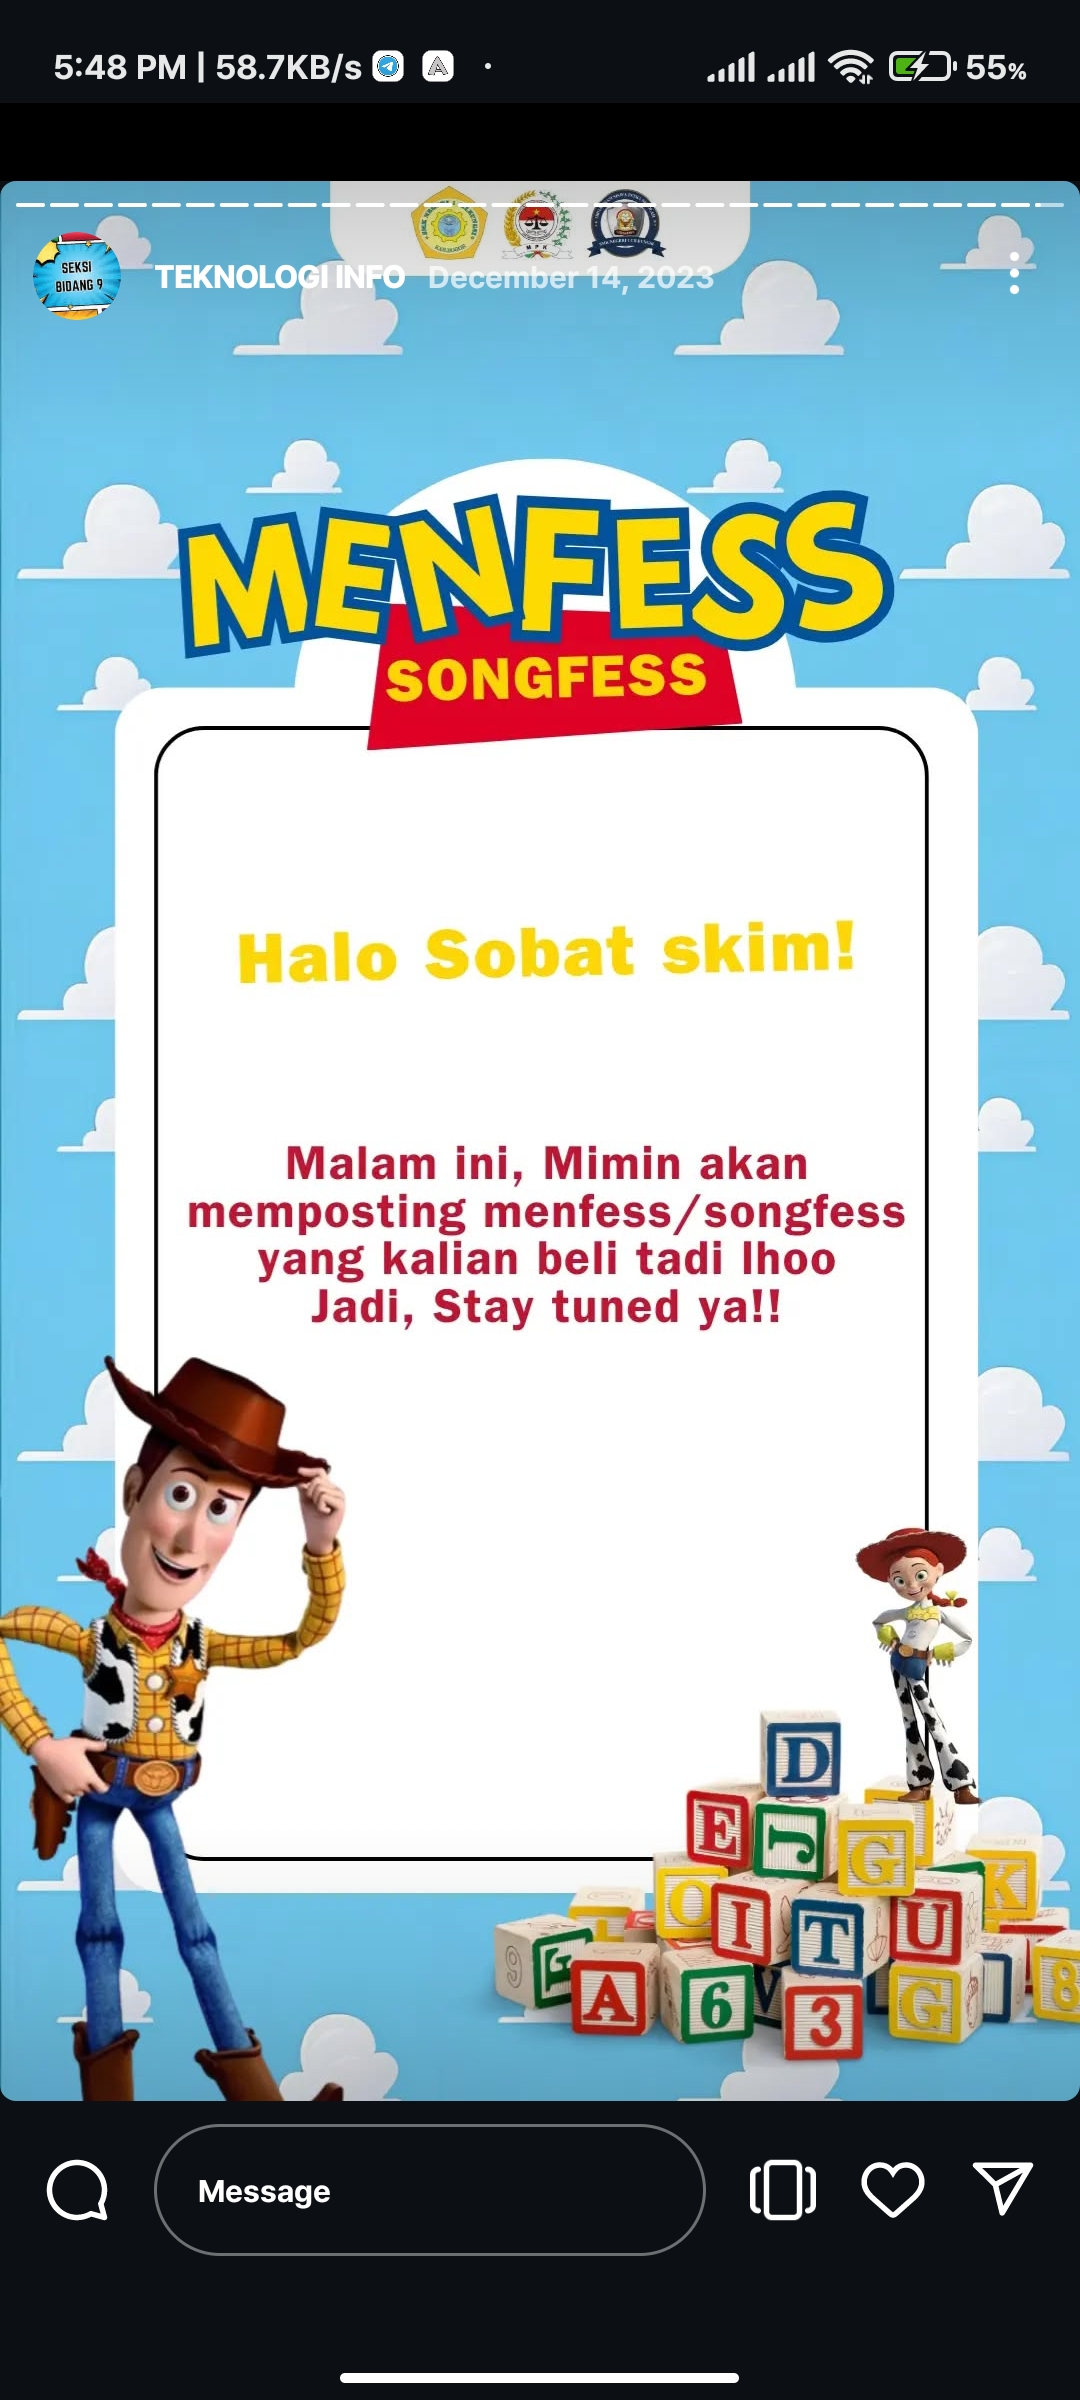 5:48 PM | 58.7KB/s
55%
SEKSI
BIDANG 9
TEKNOLOGI INFO December 14, 2023
M P K
MENFESS
SONGFESS
Halo Sobat skim!
Malam ini, Mimin akan
memposting menfess/songfess
yang kalian beli tadi lhoo
Jadi, Stay tuned ya!!
D
E J G
O I T U K
9 A 6 V 3 G 8
Message